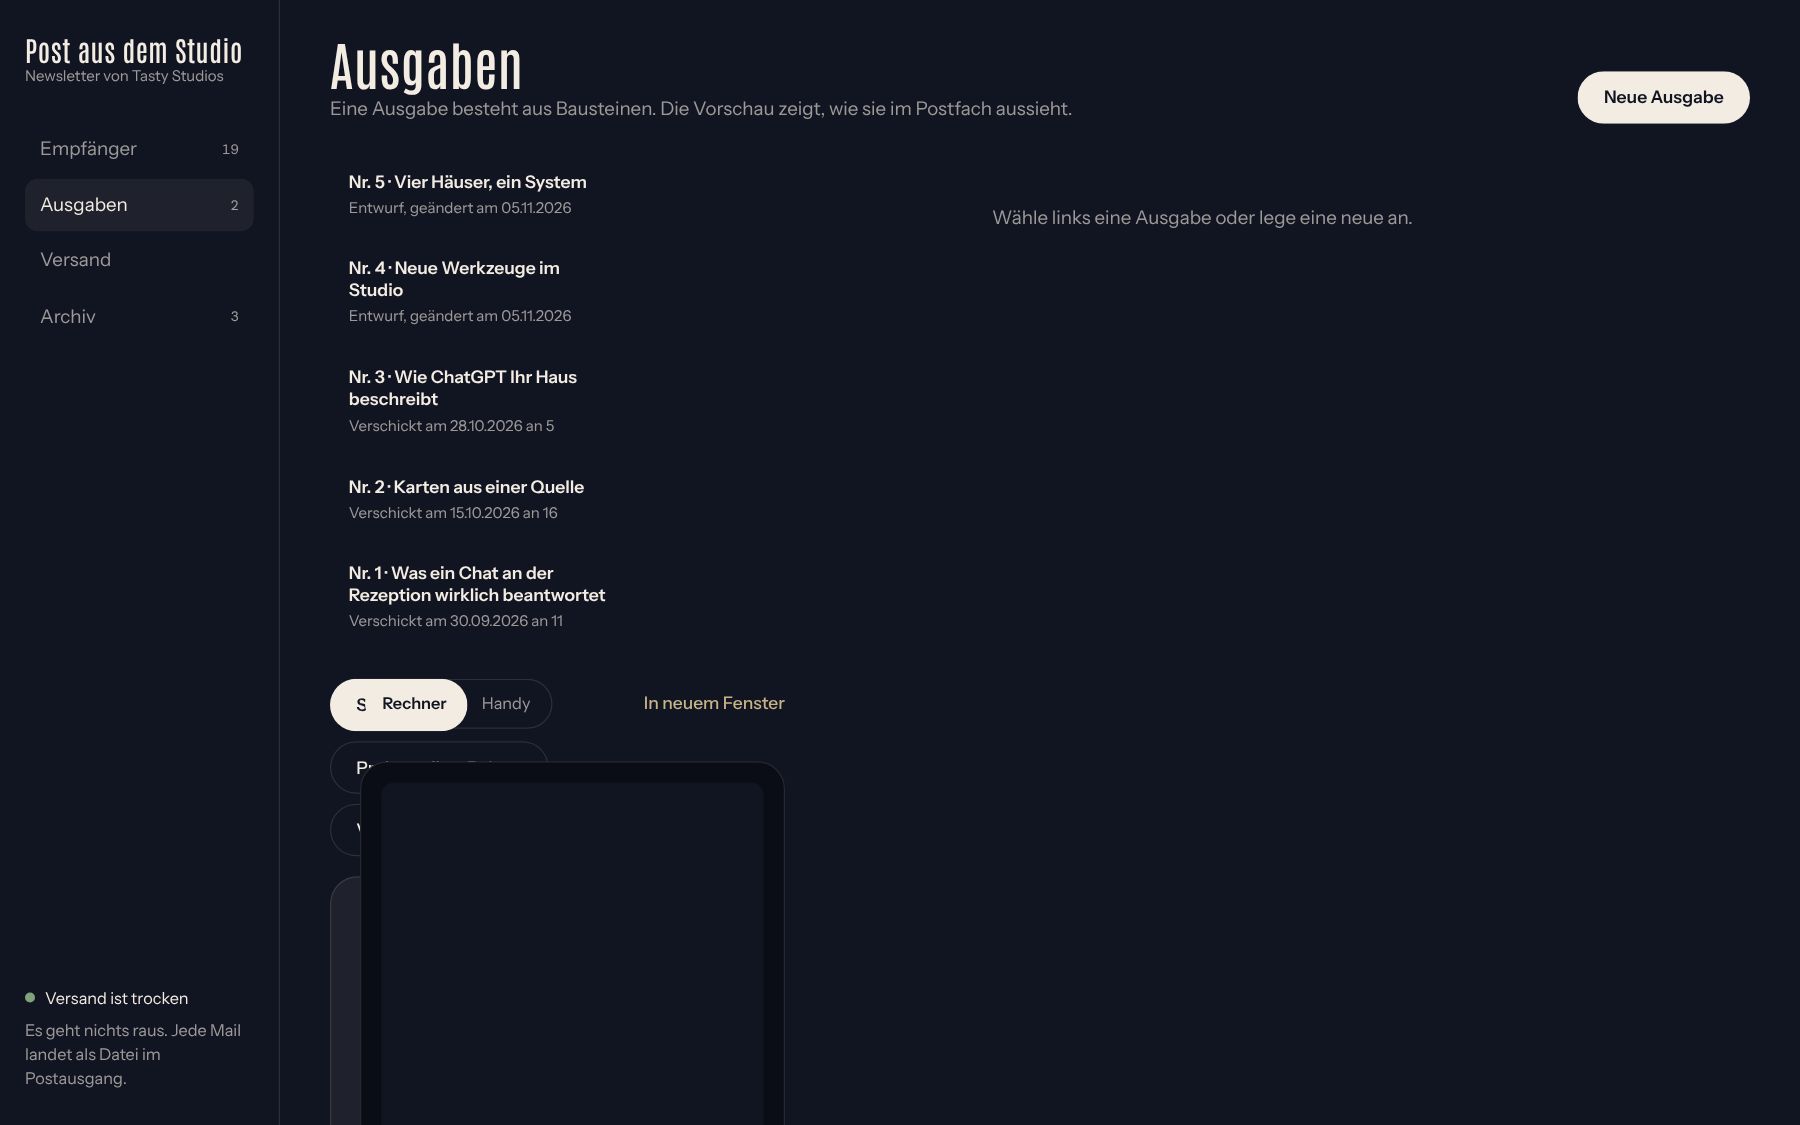 Post aus dem Studio
Newsletter von Tasty Studios
Empfänger 19
Ausgaben 2
Versand
Archiv 3
Versand ist trocken
Es geht nichts raus. Jede Mail
landet als Datei im
Postausgang.
Ausgaben
Eine Ausgabe besteht aus Bausteinen. Die Vorschau zeigt, wie sie im Postfach aussieht.
Neue Ausgabe
Nr. 5 · Vier Häuser, ein System
Entwurf, geändert am 05.11.2026
Nr. 4 · Neue Werkzeuge im
Studio
Entwurf, geändert am 05.11.2026
Nr. 3 · Wie ChatGPT Ihr Haus
beschreibt
Verschickt am 28.10.2026 an 5
Nr. 2 · Karten aus einer Quelle
Verschickt am 15.10.2026 an 16
Nr. 1 · Was ein Chat an der
Rezeption wirklich beantwortet
Verschickt am 30.09.2026 an 11
Wähle links eine Ausgabe oder lege eine neue an.
Rechner
Handy
In neuem Fenster